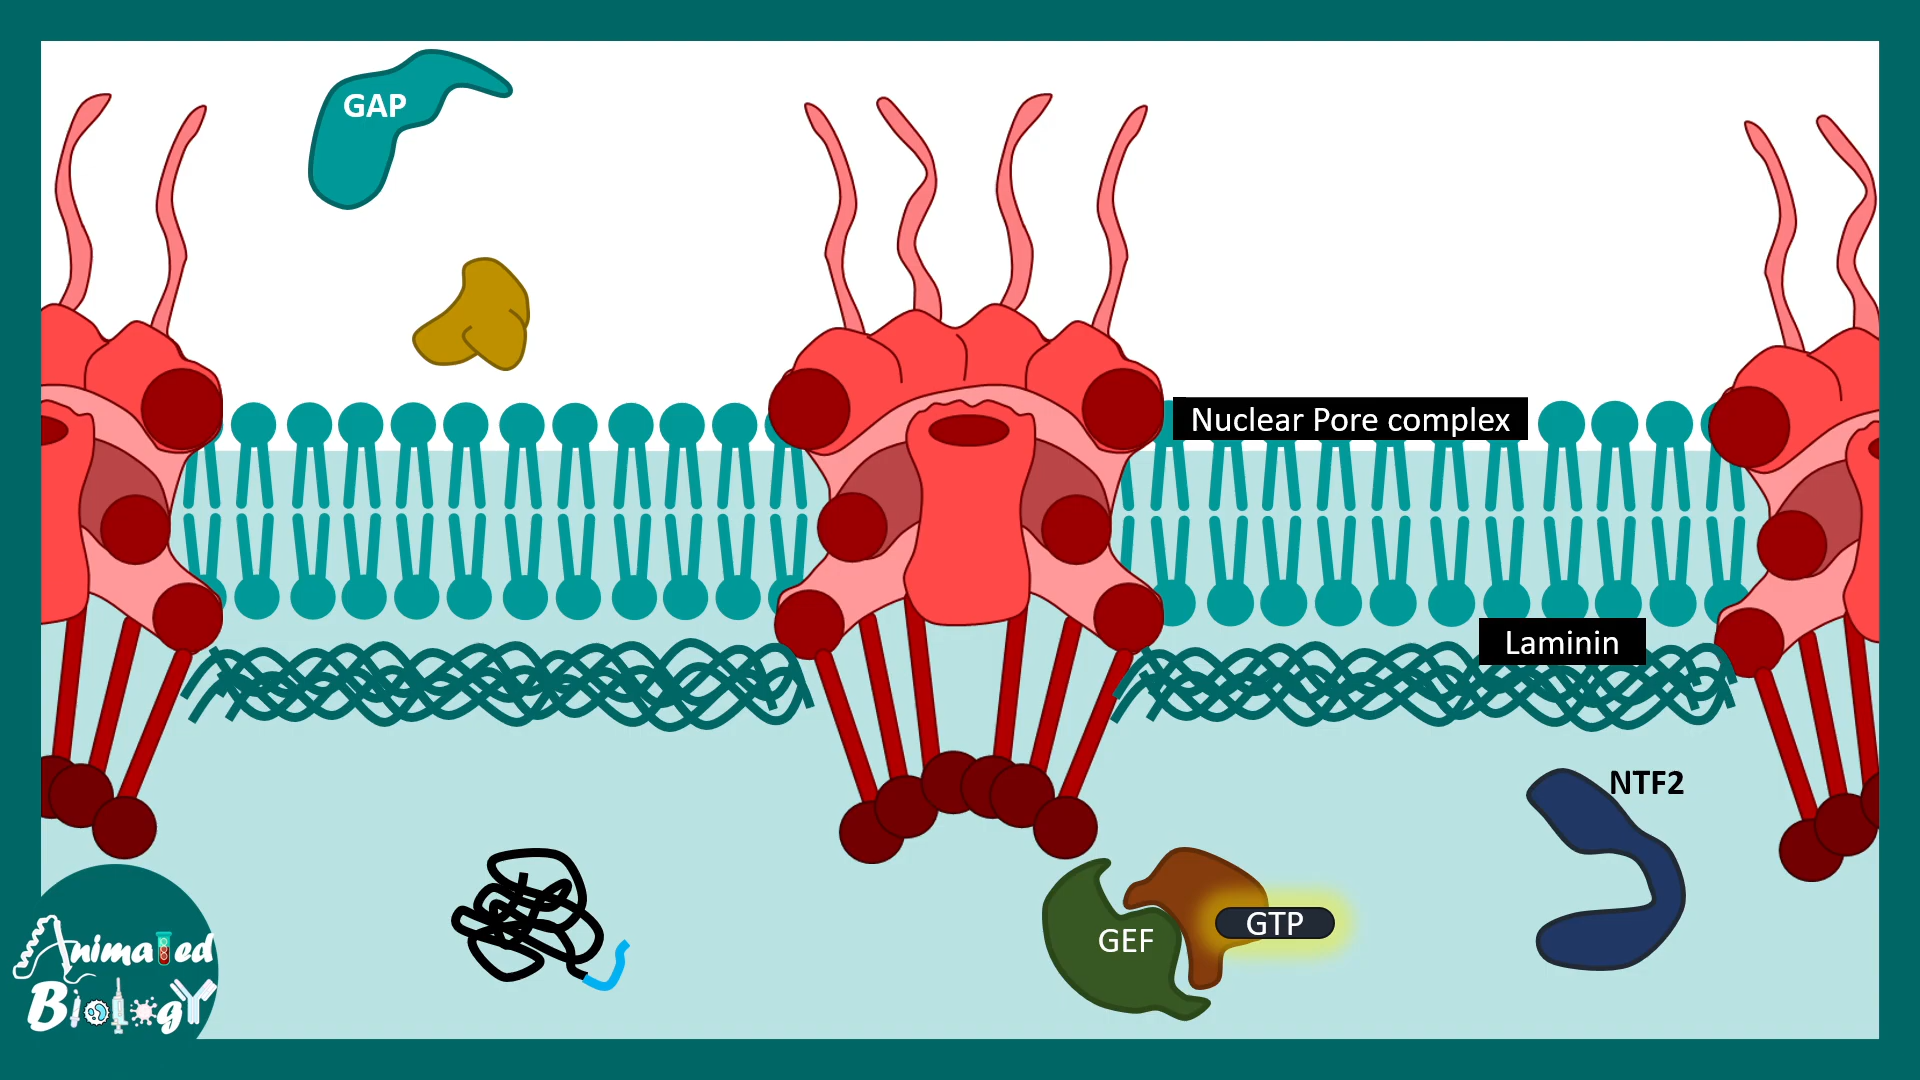 GAP
Nuclear Pore complex
Laminin
NTF2
GTP
GEF
Animated
Biology